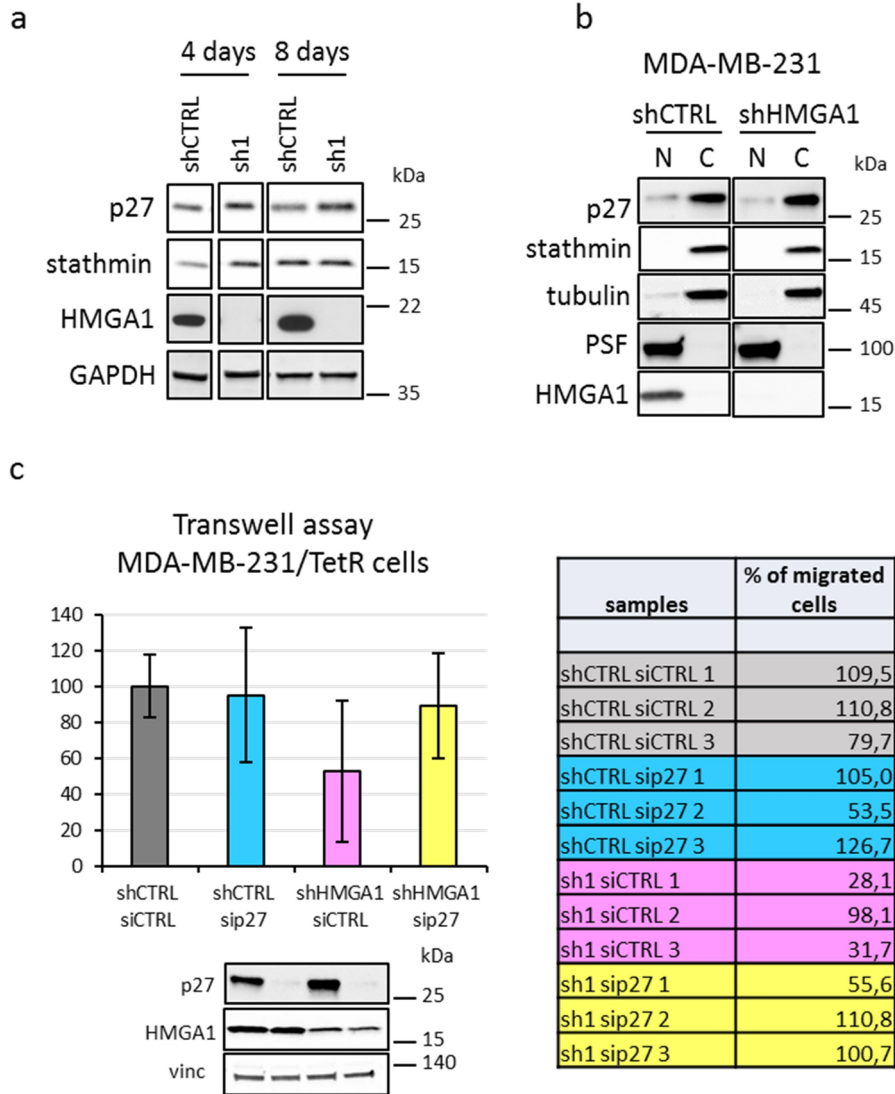 a
4 days 8 days
shCTRL sh1 shCTRL sh1
kDa
p27
25
stathmin
15
22
HMGA1
GAPDH
35
b
MDA-MB-231
shCTRL shHMGA1
N C N C kDa
p27
25
stathmin
15
tubulin
45
PSF
100
HMGA1
15
c
Transwell assay
MDA-MB-231/TetR cells
140
120
100
80
60
40
20
0
shCTRL shCTRL shHMGA1 shHMGA1
siCTRL sip27 siCTRL sip27
kDa
p27
25
HMGA1
15
140
vinc
samples % of migrated cells
shCTRL siCTRL 1 109,5
shCTRL siCTRL 2 110,8
shCTRL siCTRL 3 79,7
shCTRL sip27 1 105,0
shCTRL sip27 2 53,5
shCTRL sip27 3 126,7
sh1 siCTRL 1 28,1
sh1 siCTRL 2 98,1
sh1 siCTRL 3 31,7
sh1 sip27 1 55,6
sh1 sip27 2 110,8
sh1 sip27 3 100,7